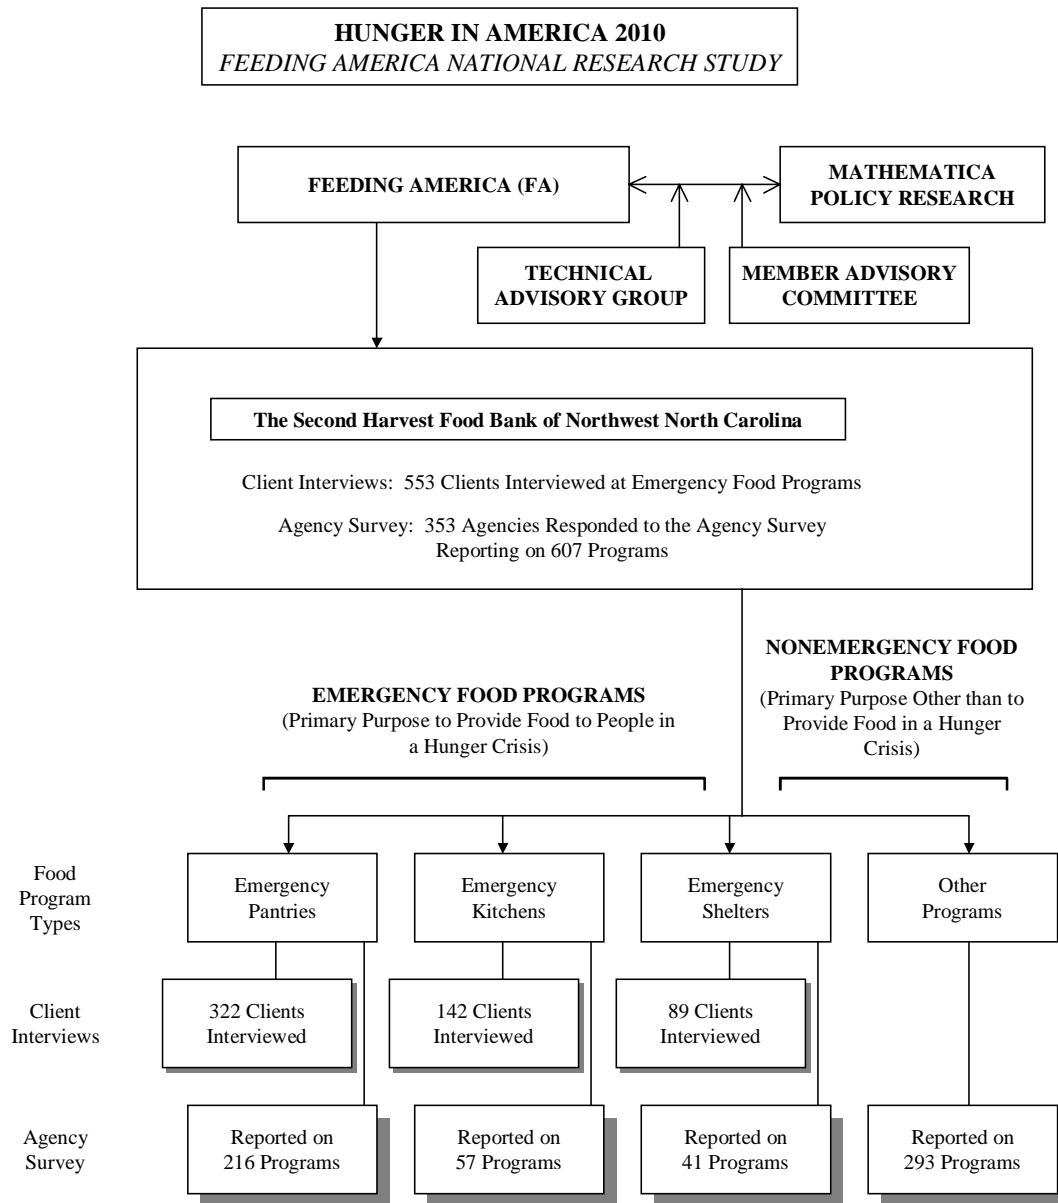 HUNGER IN AMERICA 2010
FEEDING AMERICA NATIONAL RESEARCH STUDY
FEEDING AMERICA (FA)
MATHEMATICA
POLICY RESEARCH
TECHNICAL
ADVISORY GROUP
MEMBER ADVISORY
COMMITTEE
The Second Harvest Food Bank of Northwest North Carolina
Client Interviews: 553 Clients Interviewed at Emergency Food Programs
Agency Survey: 353 Agencies Responded to the Agency Survey
Reporting on 607 Programs
EMERGENCY FOOD PROGRAMS
(Primary Purpose to Provide Food to People in
a Hunger Crisis)
NONEMERGENCY FOOD
PROGRAMS
(Primary Purpose Other than to
Provide Food in a Hunger
Crisis)
Food
Program
Types
Emergency
Pantries
Emergency
Kitchens
Emergency
Shelters
Other
Programs
Client
Interviews
322 Clients
Interviewed
142 Clients
Interviewed
89 Clients
Interviewed
Agency
Survey
Reported on
216 Programs
Reported on
57 Programs
Reported on
41 Programs
Reported on
293 Programs